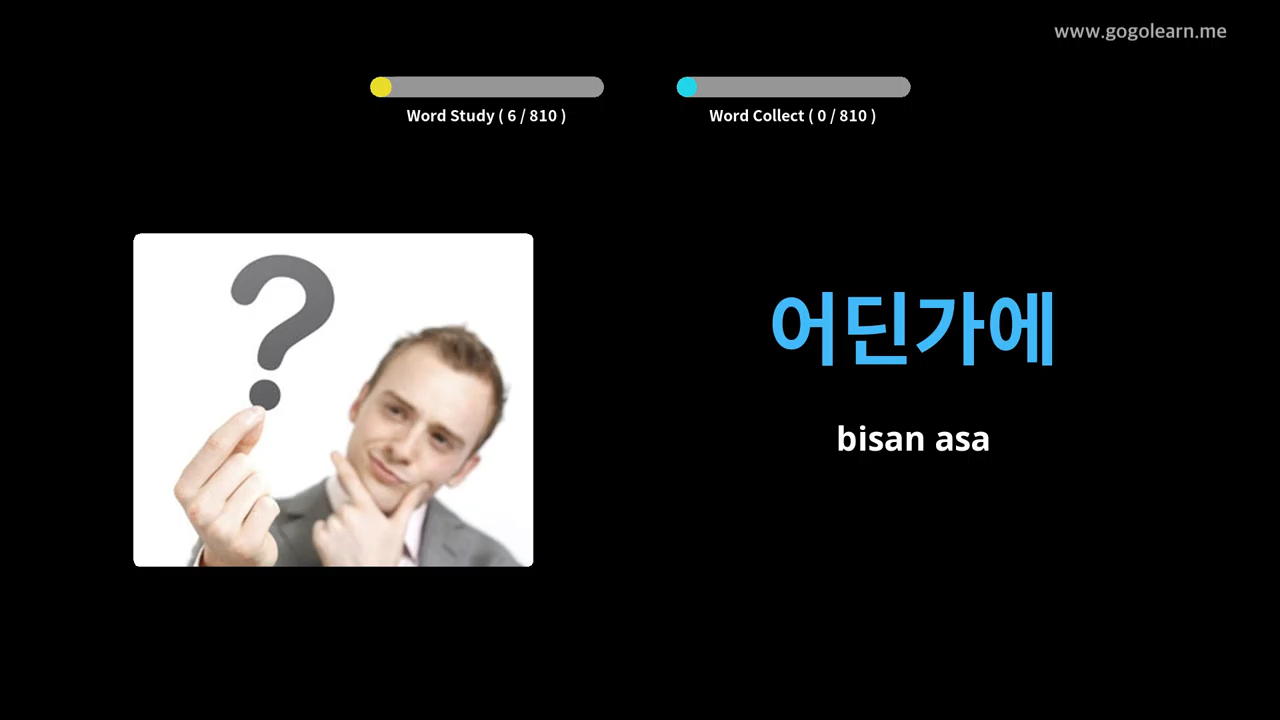 www.gogolearn.me
Word Study ( 6 / 810 )
Word Collect ( 0 / 810 )
?
어딘가에
bisan asa